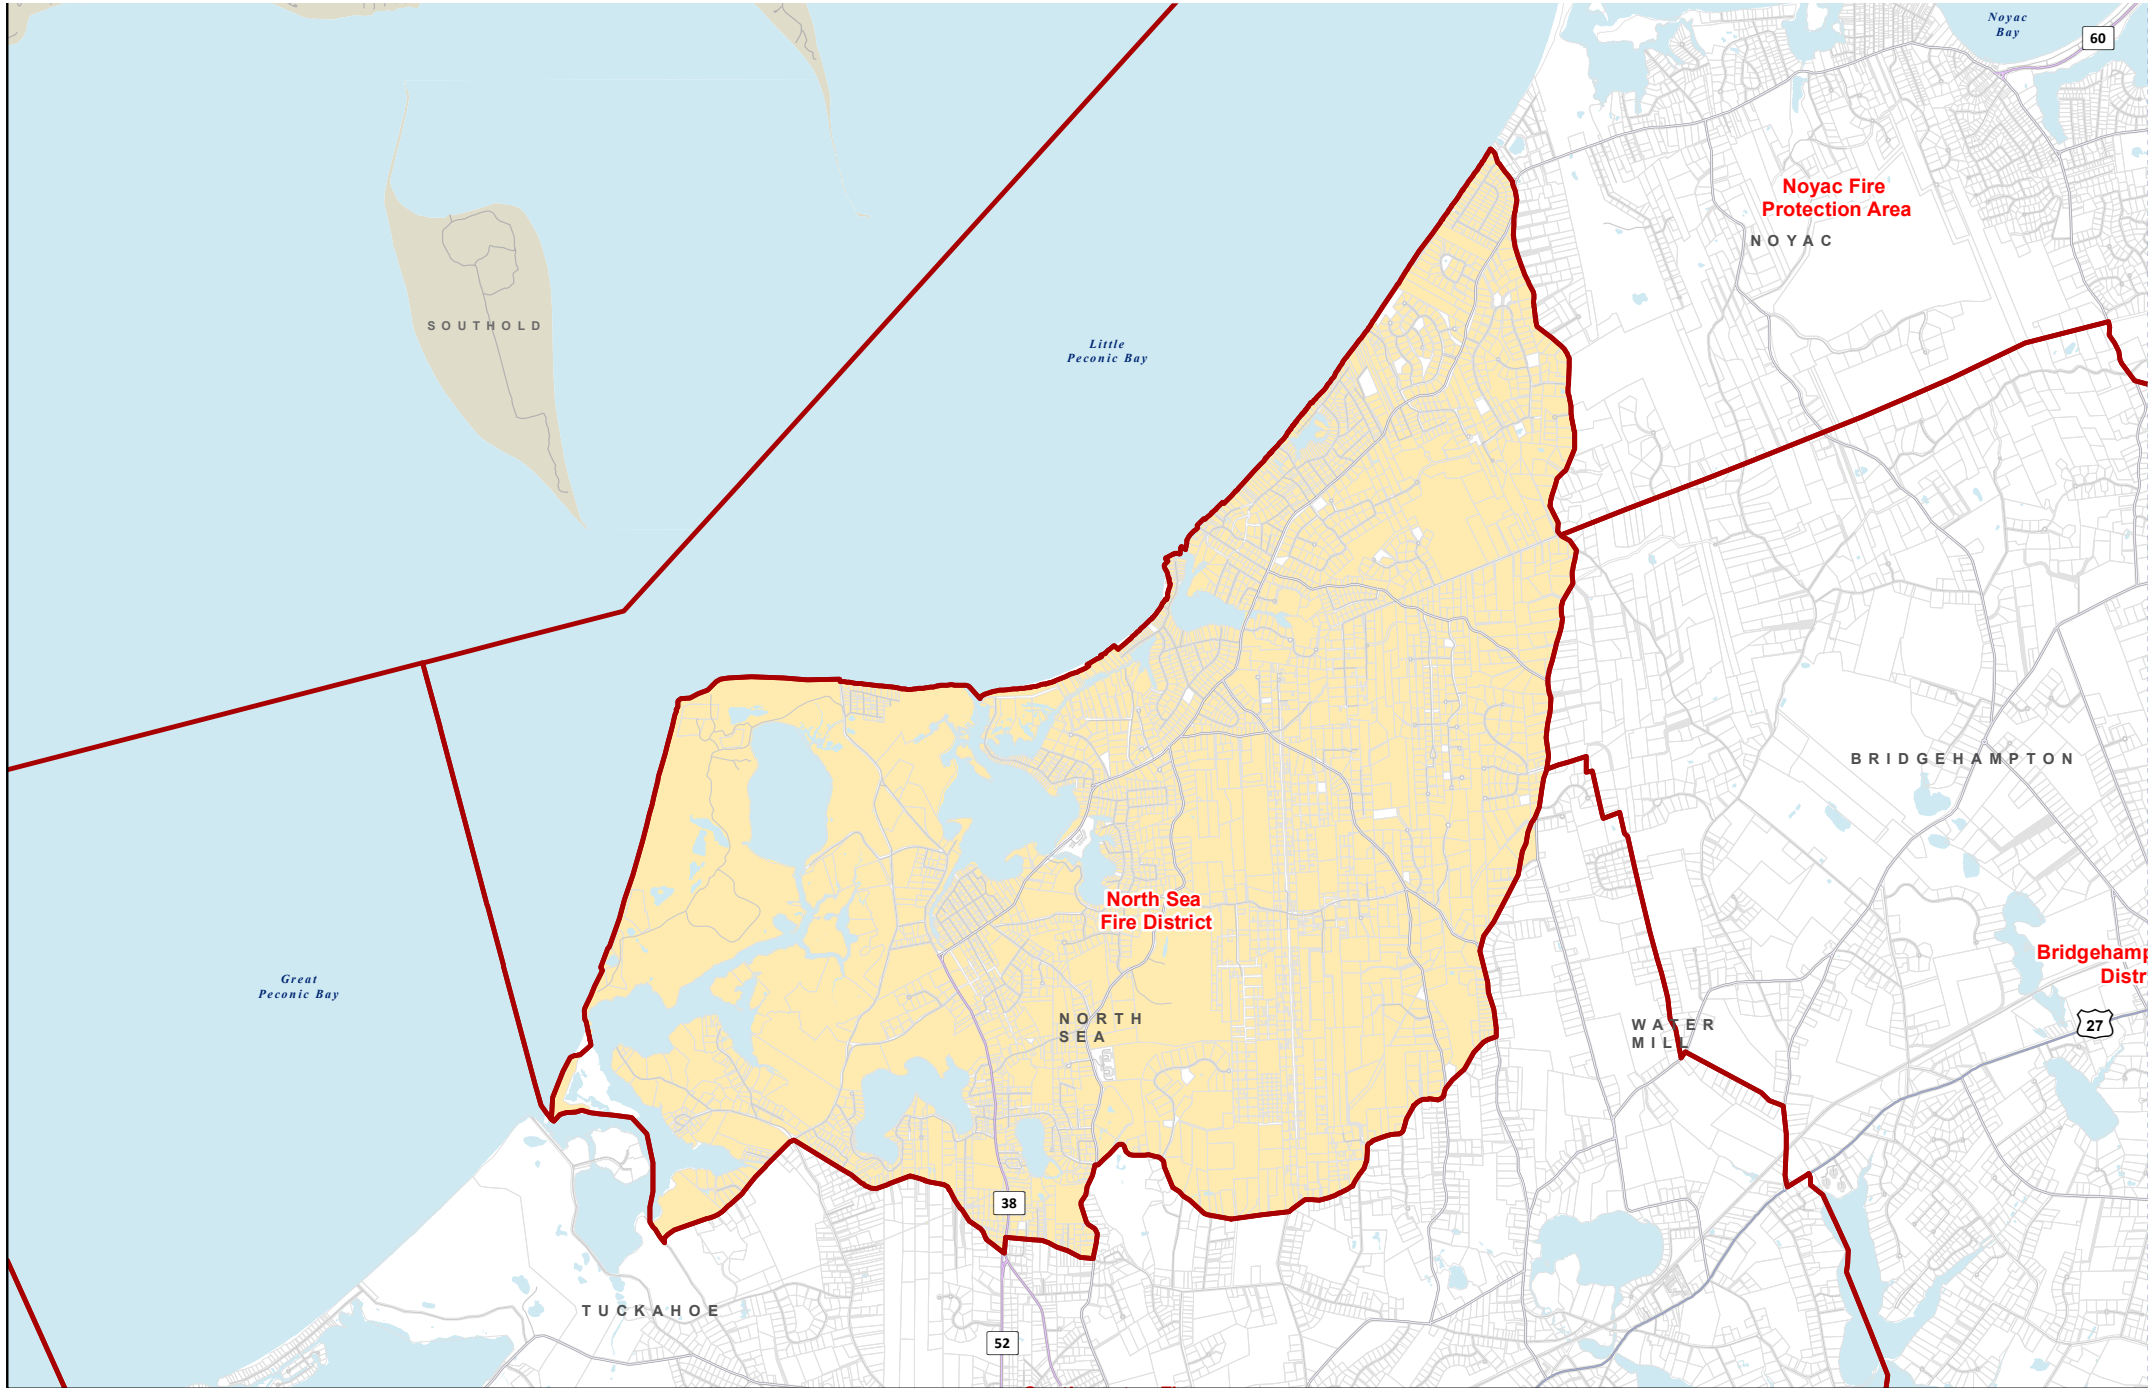 Noyac
Bay
60
Noyac Fire
Protection Area
NOYAC
SOUTHOLD
Little
Peconic Bay
BRIDGEHAMPTON
North Sea
Fire District
Bridgehamp
Distr
Great
Peconic Bay
NORTH
SEA
WATER
MILL
27
38
TUCKAHOE
52